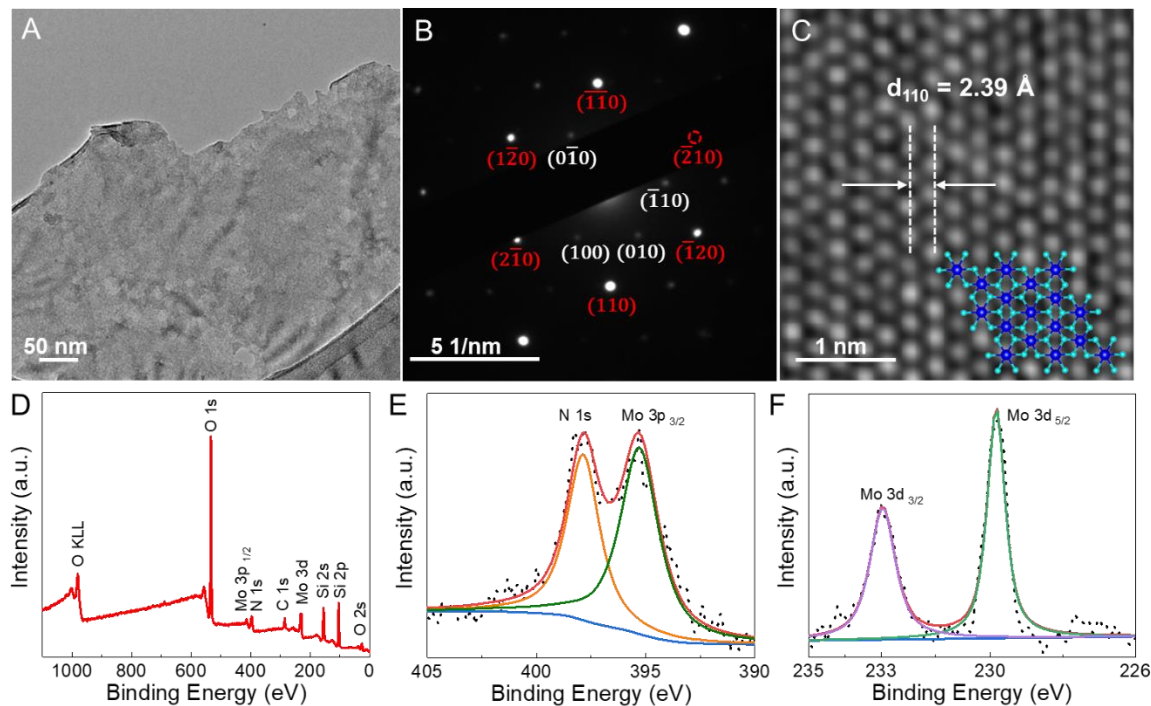 A
50 nm
B
(1̅1̅0)
(12̅0)
(01̅0)
(2̅10)
(1̅10)
(21̅0)
(100)
(010)
(1̅20)
(110)
5 1/nm
C
d110 = 2.39 Å
1 nm
D
Intensity (a.u.)
O KLL
O 1s
Mo 3p 1/2
N 1s
C 1s
Mo 3d
Si 2s
Si 2p
O 2s
1000 800 600 400 200 0
Binding Energy (eV)
E
Intensity (a.u.)
N 1s
Mo 3p 3/2
405 400 395 390
Binding Energy (eV)
F
Intensity (a.u.)
Mo 3d 3/2
Mo 3d 5/2
235 233 230 226
Binding Energy (eV)